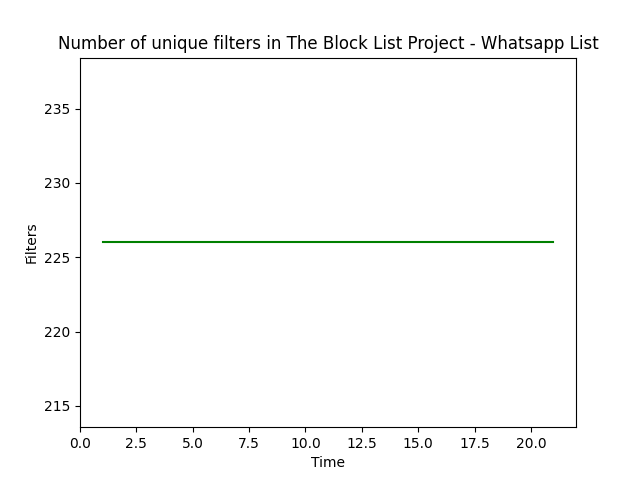 Number of unique filters in The Block List Project - Whatsapp List
235
230
225
220
215
Filters
0.0 2.5 5.0 7.5 10.0 12.5 15.0 17.5 20.0
Time